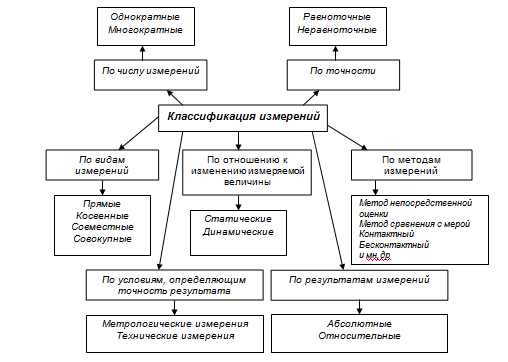 Однократные
Многократные
Равноточные
Неравноточные
По числу измерений
По точности
Классификация измерений
По видам
измерений
По отношению к
изменению измеряемой
величины
По методам
измерений
Прямые
Косвенные
Совместные
Совокупные
Статические
Динамические
Метод непосредственной
оценки
Метод сравнения с мерой
Контактный
Бесконтактный
и мн.др
По условиям, определяющим
точность результата
По результатам измерений
Метрологические измерения
Технические измерения
Абсолютные
Относительные